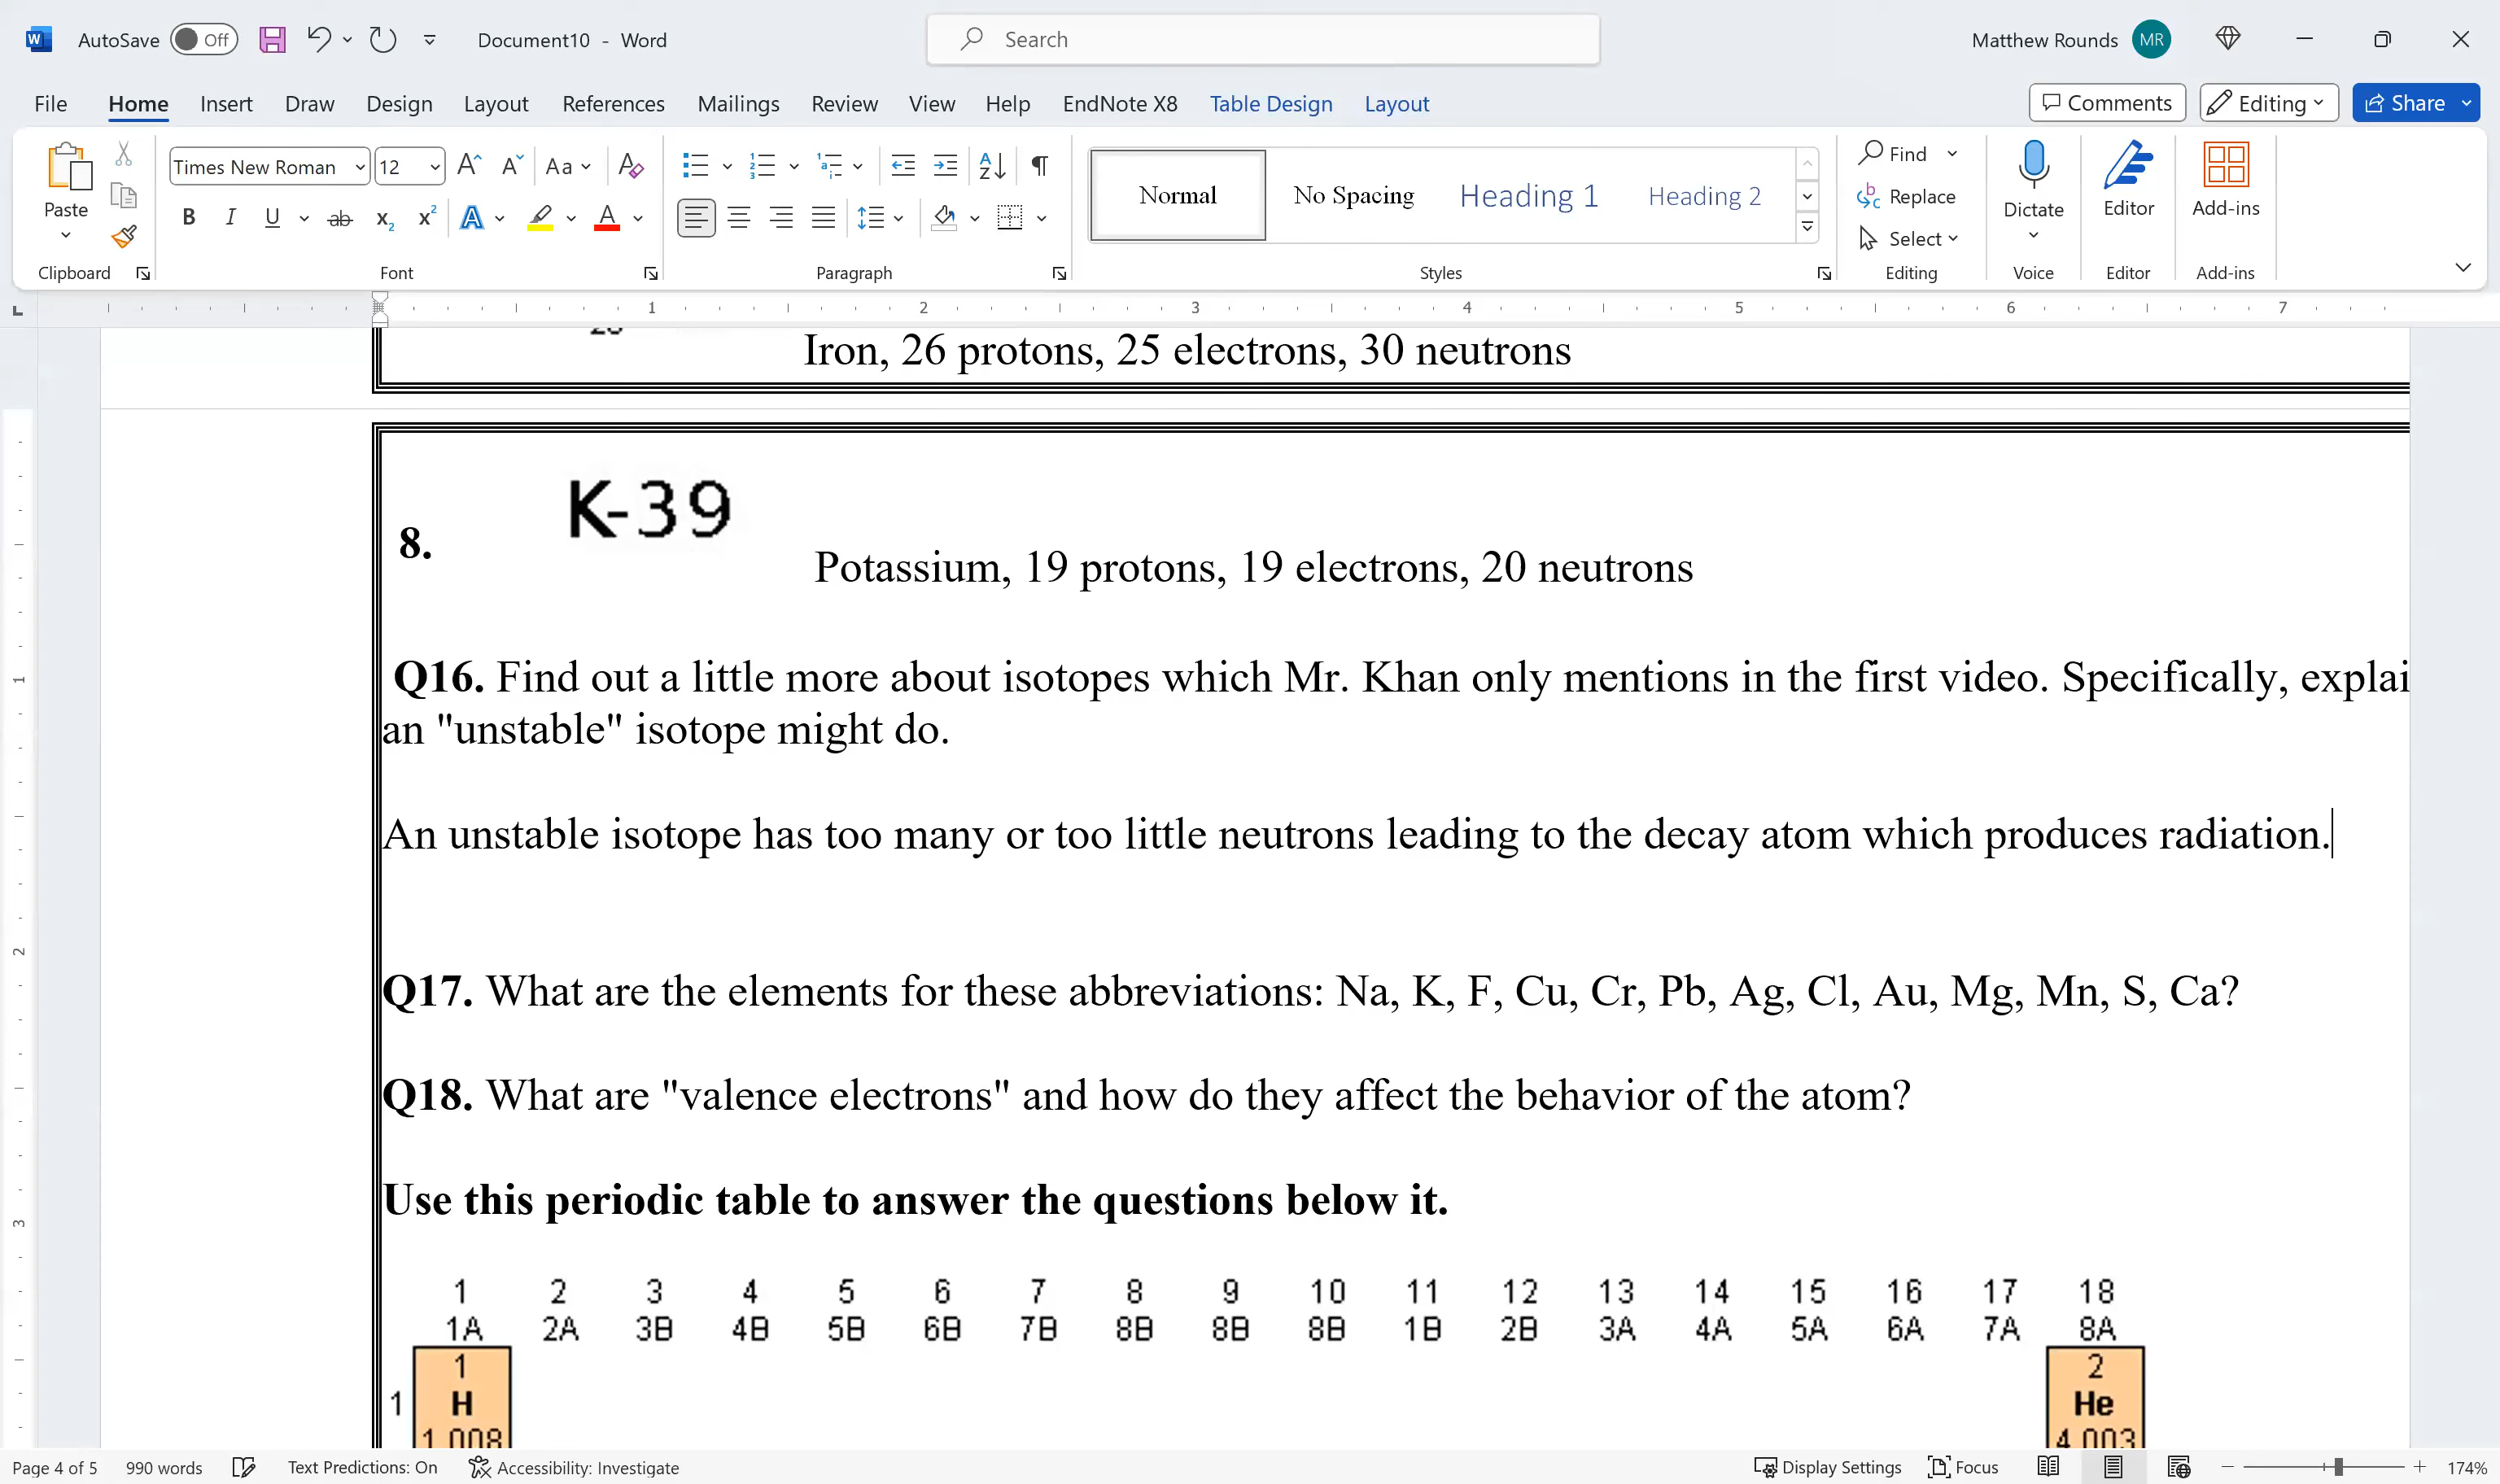 AutoSave Off Document10 - Word Search Matthew Rounds MR
File Home Insert Draw Design Layout References Mailings Review View Help EndNote X8 Table Design Layout Comments Editing Share
Paste
Clipboard
Times New Roman 12
Font
Paragraph
Normal No Spacing Heading 1 Heading 2
Styles
Find
Replace
Select
Editing
Dictate
Voice
Editor
Editor
Add-ins
Add-ins
1 2 3 4 5 6 7
Iron, 26 protons, 25 electrons, 30 neutrons
K-39
8.
Potassium, 19 protons, 19 electrons, 20 neutrons
Q16. Find out a little more about isotopes which Mr. Khan only mentions in the first video. Specifically, explai
an "unstable" isotope might do.
An unstable isotope has too many or too little neutrons leading to the decay atom which produces radiation.
Q17. What are the elements for these abbreviations: Na, K, F, Cu, Cr, Pb, Ag, Cl, Au, Mg, Mn, S, Ca?
Q18. What are "valence electrons" and how do they affect the behavior of the atom?
Use this periodic table to answer the questions below it.
1 2 3 4 5 6 7 8 9 10 11 12 13 14 15 16 17 18
1A 2A 3B 4B 5B 6B 7B 8B 8B 8B 1B 2B 3A 4A 5A 6A 7A 8A
1 2
1 H He
1.008 4.003
Page 4 of 5 990 words Text Predictions: On Accessibility: Investigate Display Settings Focus 174%